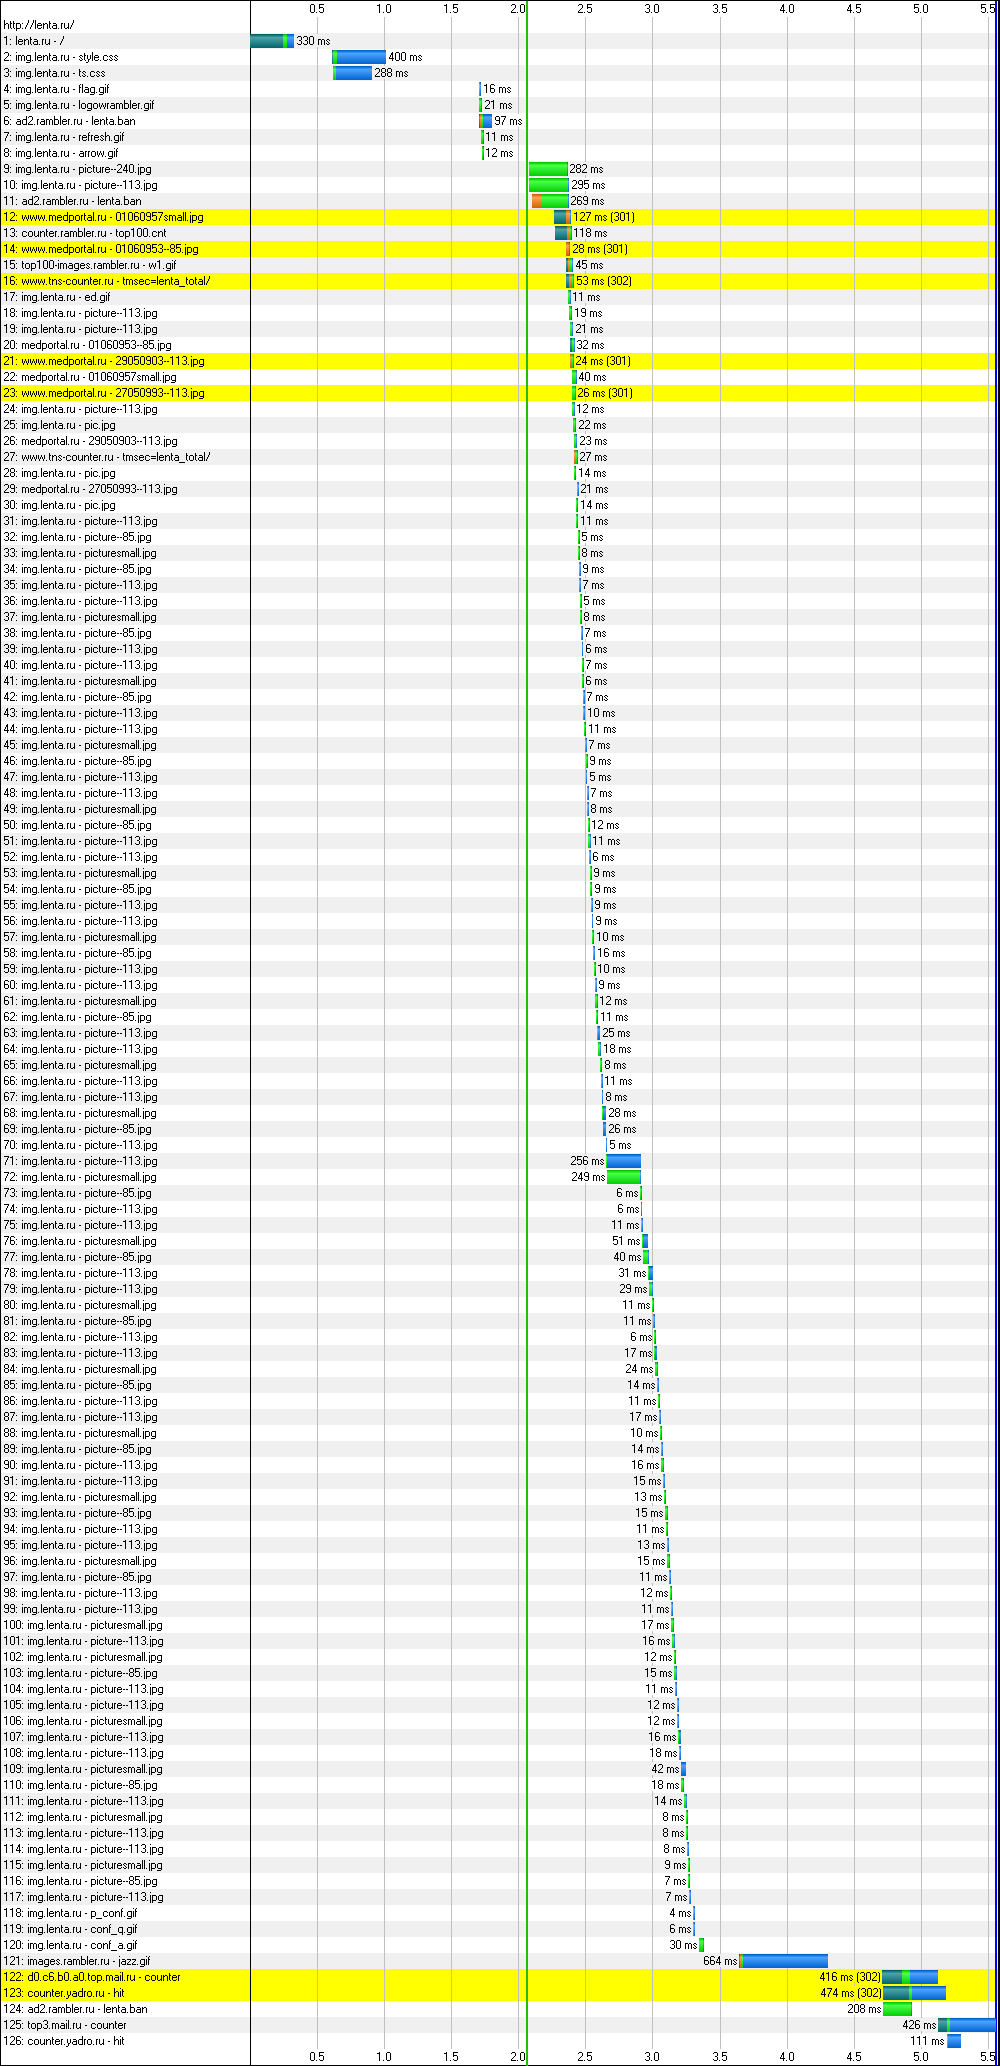 0.5 1.0 1.5 2.0 2.5 3.0 3.5 4.0 4.5 5.0 5.5
http://lenta.ru/
1: lenta.ru - / 330 ms
2: img.lenta.ru - style.css 400 ms
3: img.lenta.ru - ts.css 288 ms
4: img.lenta.ru - flag.gif 16 ms
5: img.lenta.ru - logowrambler.gif 21 ms
6: ad2.rambler.ru - lenta.ban 97 ms
7: img.lenta.ru - refresh.gif 11 ms
8: img.lenta.ru - arrow.gif 12 ms
9: img.lenta.ru - picture--240.jpg 282 ms
10: img.lenta.ru - picture--113.jpg 295 ms
11: ad2.rambler.ru - lenta.ban 269 ms
12: www.medportal.ru - 01060957small.jpg 127 ms (301)
13: counter.rambler.ru - top100.cnt 118 ms
14: www.medportal.ru - 01060953--85.jpg 28 ms (301)
15: top100-images.rambler.ru - w1.gif 45 ms
16: www.tns-counter.ru - tmsec=lenta_total/ 53 ms (302)
17: img.lenta.ru - ed.gif 11 ms
18: img.lenta.ru - picture--113.jpg 19 ms
19: img.lenta.ru - picture--113.jpg 21 ms
20: medportal.ru - 01060953--85.jpg 32 ms
21: www.medportal.ru - 29050903--113.jpg 24 ms (301)
22: medportal.ru - 01060957small.jpg 40 ms
23: www.medportal.ru - 27050993--113.jpg 26 ms (301)
24: img.lenta.ru - picture--113.jpg 12 ms
25: img.lenta.ru - pic.jpg 22 ms
26: medportal.ru - 29050903--113.jpg 23 ms
27: www.tns-counter.ru - tmsec=lenta_total/ 27 ms
28: img.lenta.ru - pic.jpg 14 ms
29: medportal.ru - 27050993--113.jpg 21 ms
30: img.lenta.ru - pic.jpg 14 ms
31: img.lenta.ru - picture--113.jpg 11 ms
32: img.lenta.ru - picture--85.jpg 5 ms
33: img.lenta.ru - picturesmall.jpg 8 ms
34: img.lenta.ru - picture--85.jpg 9 ms
35: img.lenta.ru - picture--113.jpg 7 ms
36: img.lenta.ru - picture--113.jpg 5 ms
37: img.lenta.ru - picturesmall.jpg 8 ms
38: img.lenta.ru - picture--85.jpg 7 ms
39: img.lenta.ru - picture--113.jpg 6 ms
40: img.lenta.ru - picture--113.jpg 7 ms
41: img.lenta.ru - picturesmall.jpg 6 ms
42: img.lenta.ru - picture--85.jpg 7 ms
43: img.lenta.ru - picture--113.jpg 10 ms
44: img.lenta.ru - picture--113.jpg 11 ms
45: img.lenta.ru - picturesmall.jpg 7 ms
46: img.lenta.ru - picture--85.jpg 9 ms
47: img.lenta.ru - picture--113.jpg 5 ms
48: img.lenta.ru - picture--113.jpg 7 ms
49: img.lenta.ru - picturesmall.jpg 8 ms
50: img.lenta.ru - picture--85.jpg 12 ms
51: img.lenta.ru - picture--113.jpg 11 ms
52: img.lenta.ru - picture--113.jpg 6 ms
53: img.lenta.ru - picturesmall.jpg 9 ms
54: img.lenta.ru - picture--85.jpg 9 ms
55: img.lenta.ru - picture--113.jpg 9 ms
56: img.lenta.ru - picture--113.jpg 9 ms
57: img.lenta.ru - picturesmall.jpg 10 ms
58: img.lenta.ru - picture--85.jpg 16 ms
59: img.lenta.ru - picture--113.jpg 10 ms
60: img.lenta.ru - picture--113.jpg 9 ms
61: img.lenta.ru - picturesmall.jpg 12 ms
62: img.lenta.ru - picture--85.jpg 11 ms
63: img.lenta.ru - picture--113.jpg 25 ms
64: img.lenta.ru - picture--113.jpg 18 ms
65: img.lenta.ru - picturesmall.jpg 8 ms
66: img.lenta.ru - picture--113.jpg 11 ms
67: img.lenta.ru - picture--113.jpg 8 ms
68: img.lenta.ru - picturesmall.jpg 28 ms
69: img.lenta.ru - picture--85.jpg 26 ms
70: img.lenta.ru - picture--113.jpg 5 ms
71: img.lenta.ru - picture--113.jpg 256 ms
72: img.lenta.ru - picturesmall.jpg 249 ms
73: img.lenta.ru - picture--85.jpg 6 ms
74: img.lenta.ru - picture--113.jpg 6 ms
75: img.lenta.ru - picture--113.jpg 11 ms
76: img.lenta.ru - picturesmall.jpg 51 ms
77: img.lenta.ru - picture--85.jpg 40 ms
78: img.lenta.ru - picture--113.jpg 31 ms
79: img.lenta.ru - picture--113.jpg 29 ms
80: img.lenta.ru - picturesmall.jpg 11 ms
81: img.lenta.ru - picture--85.jpg 11 ms
82: img.lenta.ru - picture--113.jpg 6 ms
83: img.lenta.ru - picture--113.jpg 17 ms
84: img.lenta.ru - picturesmall.jpg 24 ms
85: img.lenta.ru - picture--85.jpg 14 ms
86: img.lenta.ru - picture--113.jpg 11 ms
87: img.lenta.ru - picture--113.jpg 17 ms
88: img.lenta.ru - picturesmall.jpg 10 ms
89: img.lenta.ru - picture--85.jpg 14 ms
90: img.lenta.ru - picture--113.jpg 16 ms
91: img.lenta.ru - picture--113.jpg 15 ms
92: img.lenta.ru - picturesmall.jpg 13 ms
93: img.lenta.ru - picture--85.jpg 15 ms
94: img.lenta.ru - picture--113.jpg 11 ms
95: img.lenta.ru - picture--113.jpg 13 ms
96: img.lenta.ru - picturesmall.jpg 15 ms
97: img.lenta.ru - picture--85.jpg 11 ms
98: img.lenta.ru - picture--113.jpg 12 ms
99: img.lenta.ru - picture--113.jpg 11 ms
100: img.lenta.ru - picturesmall.jpg 17 ms
101: img.lenta.ru - picture--113.jpg 16 ms
102: img.lenta.ru - picturesmall.jpg 12 ms
103: img.lenta.ru - picture--85.jpg 15 ms
104: img.lenta.ru - picture--113.jpg 11 ms
105: img.lenta.ru - picture--113.jpg 12 ms
106: img.lenta.ru - picturesmall.jpg 12 ms
107: img.lenta.ru - picture--113.jpg 16 ms
108: img.lenta.ru - picture--113.jpg 18 ms
109: img.lenta.ru - picturesmall.jpg 42 ms
110: img.lenta.ru - picture--85.jpg 18 ms
111: img.lenta.ru - picture--113.jpg 14 ms
112: img.lenta.ru - picturesmall.jpg 8 ms
113: img.lenta.ru - picture--113.jpg 8 ms
114: img.lenta.ru - picture--113.jpg 8 ms
115: img.lenta.ru - picturesmall.jpg 9 ms
116: img.lenta.ru - picture--85.jpg 7 ms
117: img.lenta.ru - picture--113.jpg 7 ms
118: img.lenta.ru - p_conf.gif 4 ms
119: img.lenta.ru - conf_q.gif 6 ms
120: img.lenta.ru - conf_a.gif 30 ms
121: images.rambler.ru - jazz.gif 664 ms
122: d0.c6.b0.a0.top.mail.ru - counter 416 ms (302)
123: counter.yadro.ru - hit 474 ms (302)
124: ad2.rambler.ru - lenta.ban 208 ms
125: top3.mail.ru - counter 426 ms
126: counter.yadro.ru - hit 111 ms
0.5 1.0 1.5 2.0 2.5 3.0 3.5 4.0 4.5 5.0 5.5